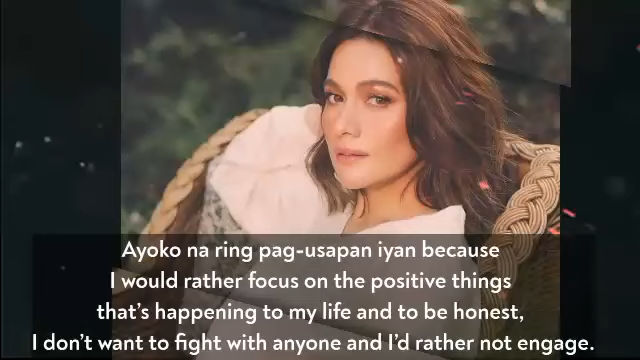 Ayoko na ring pag-usapan iyan because
I would rather focus on the positive things
that's happening to my life and to be honest,
I don't want to fight with anyone and I'd rather not engage.